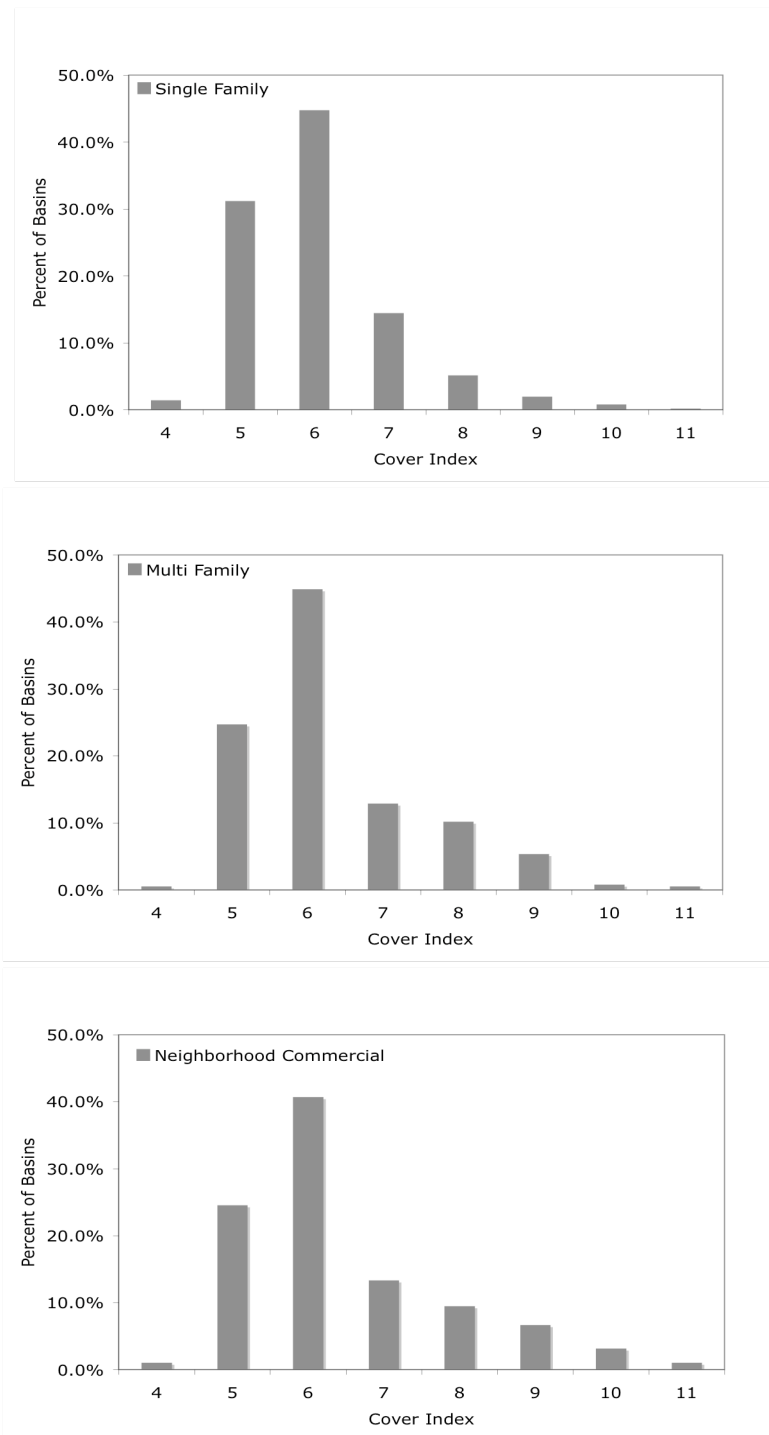 50.0%
Single Family
40.0%
30.0%
20.0%
10.0%
0.0%
Percent of Basins
4 5 6 7 8 9 10 11
Cover Index
50.0%
Multi Family
40.0%
30.0%
20.0%
10.0%
0.0%
Percent of Basins
4 5 6 7 8 9 10 11
Cover Index
50.0%
Neighborhood Commercial
40.0%
30.0%
20.0%
10.0%
0.0%
Percent of Basins
4 5 6 7 8 9 10 11
Cover Index